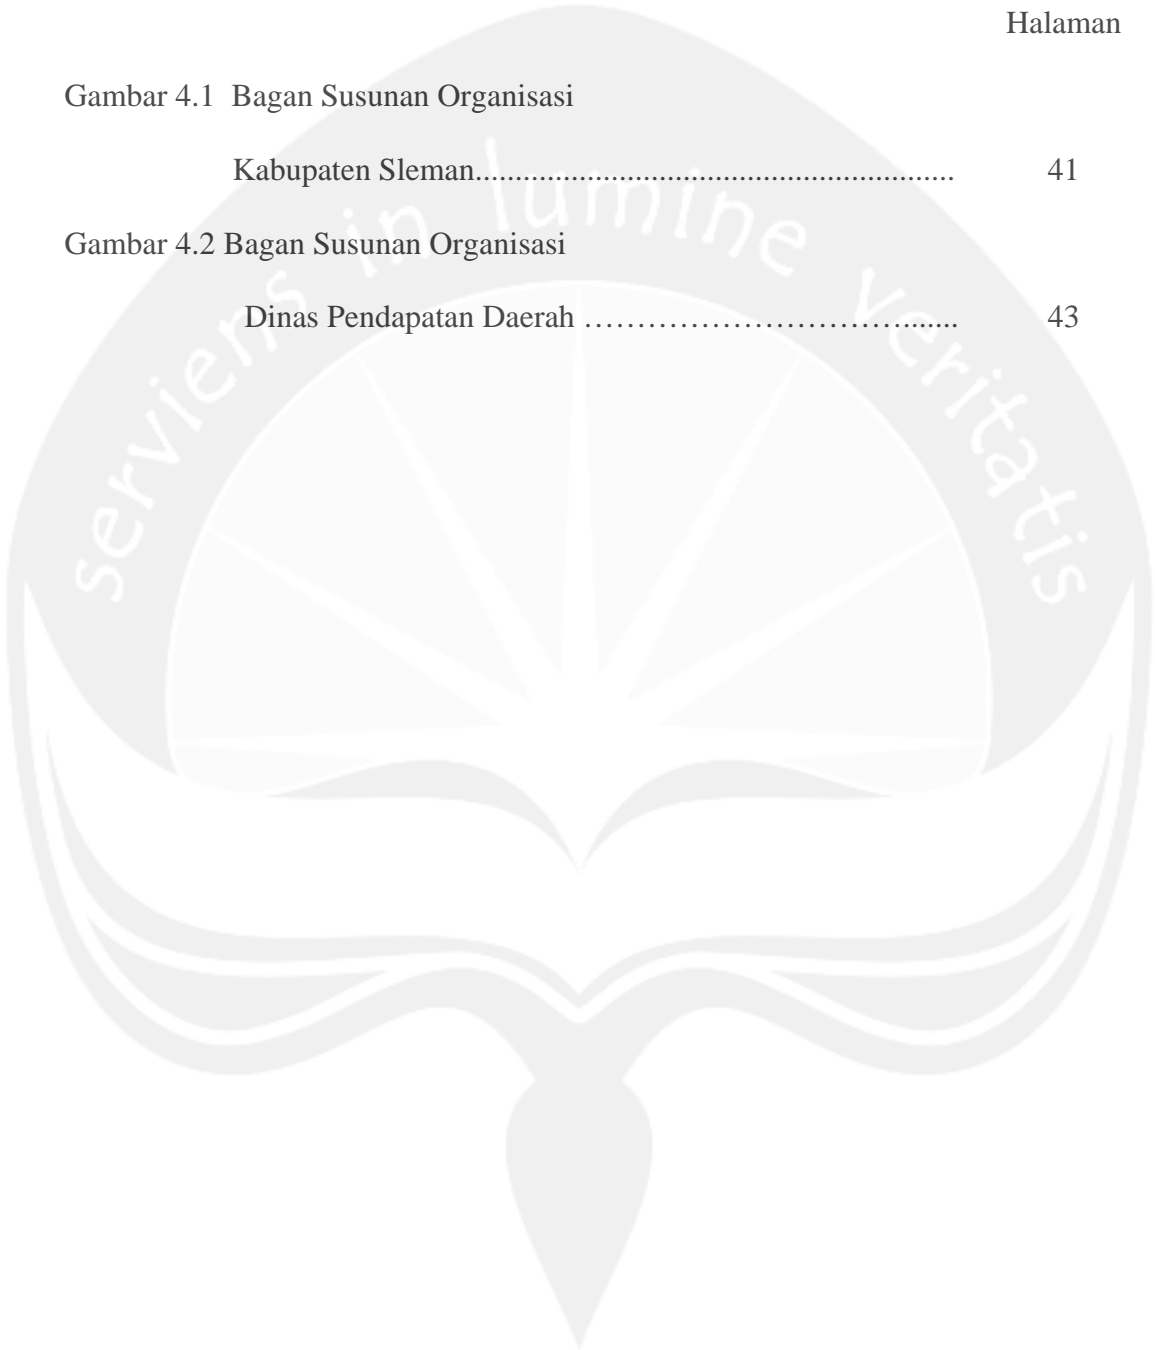 Halaman
Gambar 4.1  Bagan Susunan Organisasi
Kabupaten Sleman............................................................ 41
Gambar 4.2 Bagan Susunan Organisasi
Dinas Pendapatan Daerah …………………………....... 43
serviens in lumine veritatis